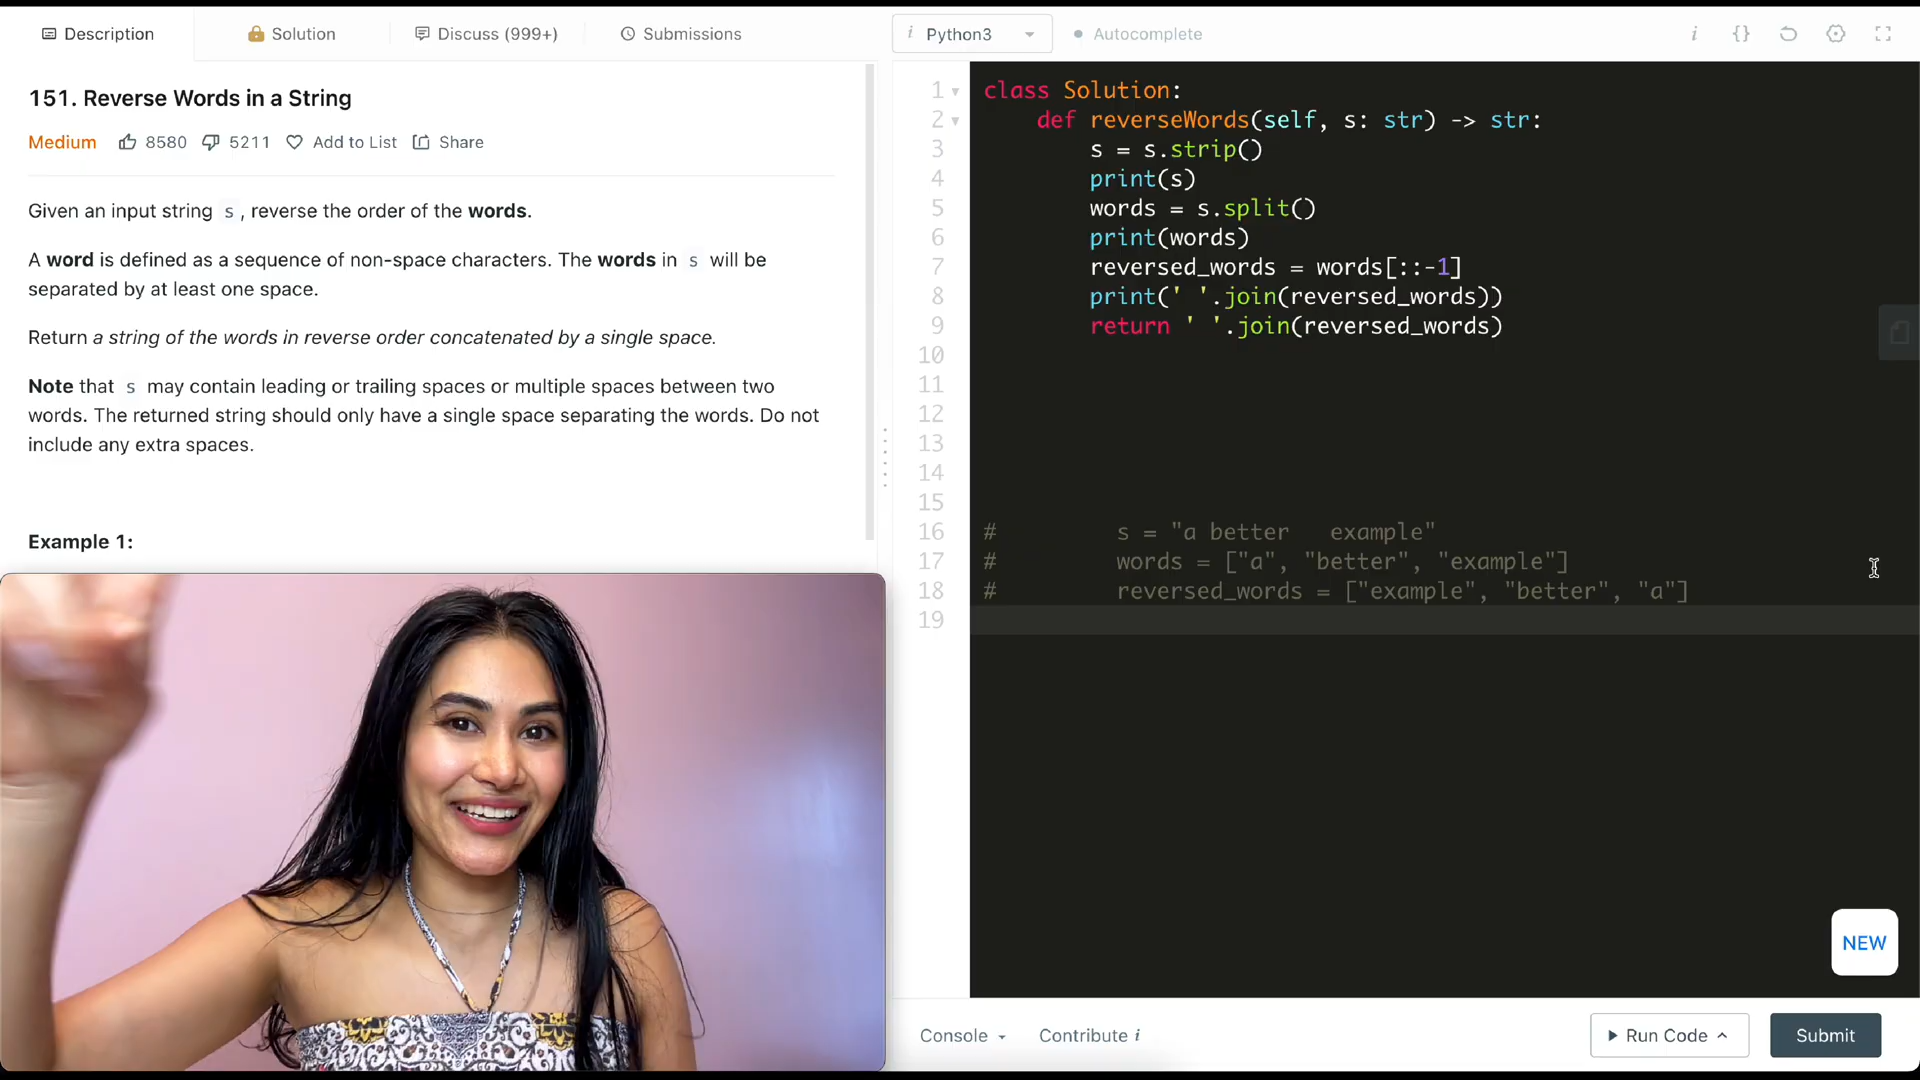 Description
Solution
Discuss (999+)
Submissions
i Python3
Autocomplete
i {}
151. Reverse Words in a String
Medium 8580 5211 Add to List Share
Given an input string s, reverse the order of the words.
A word is defined as a sequence of non-space characters. The words in s will be
separated by at least one space.
Return a string of the words in reverse order concatenated by a single space.
Note that s may contain leading or trailing spaces or multiple spaces between two
words. The returned string should only have a single space separating the words. Do not
include any extra spaces.
Example 1:
1 class Solution:
2     def reverseWords(self, s: str) -> str:
3         s = s.strip()
4         print(s)
5         words = s.split()
6         print(words)
7         reversed_words = words[::-1]
8         print(' '.join(reversed_words))
9         return ' '.join(reversed_words)
10
11
12
13
14
15
16 #         s = "a better   example"
17 #         words = ["a", "better", "example"]
18 #         reversed_words = ["example", "better", "a"]
19
NEW
Console
Contribute i
Run Code
Submit